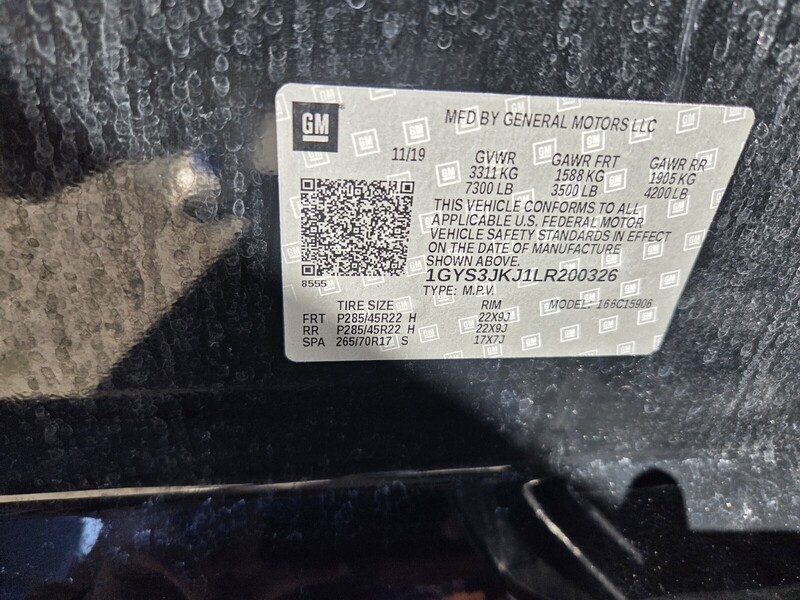 GM
MFD BY GENERAL MOTORS LLC
11/19 GVWR GAWR FRT GAWR RR
3311 KG 1588 KG 1905 KG
7300 LB 3500 LB 4200 LB
THIS VEHICLE CONFORMS TO ALL
APPLICABLE U.S. FEDERAL MOTOR
VEHICLE SAFETY STANDARDS IN EFFECT
ON THE DATE OF MANUFACTURE
SHOWN ABOVE.
1GYS3JKJ1LR200326
8555
TYPE: M.P.V. MODEL: 166C15906
TIRE SIZE RIM
FRT P285/45R22 H 22X9J
RR P285/45R22 H 22X9J
SPA 265/70R17 S 17X7J